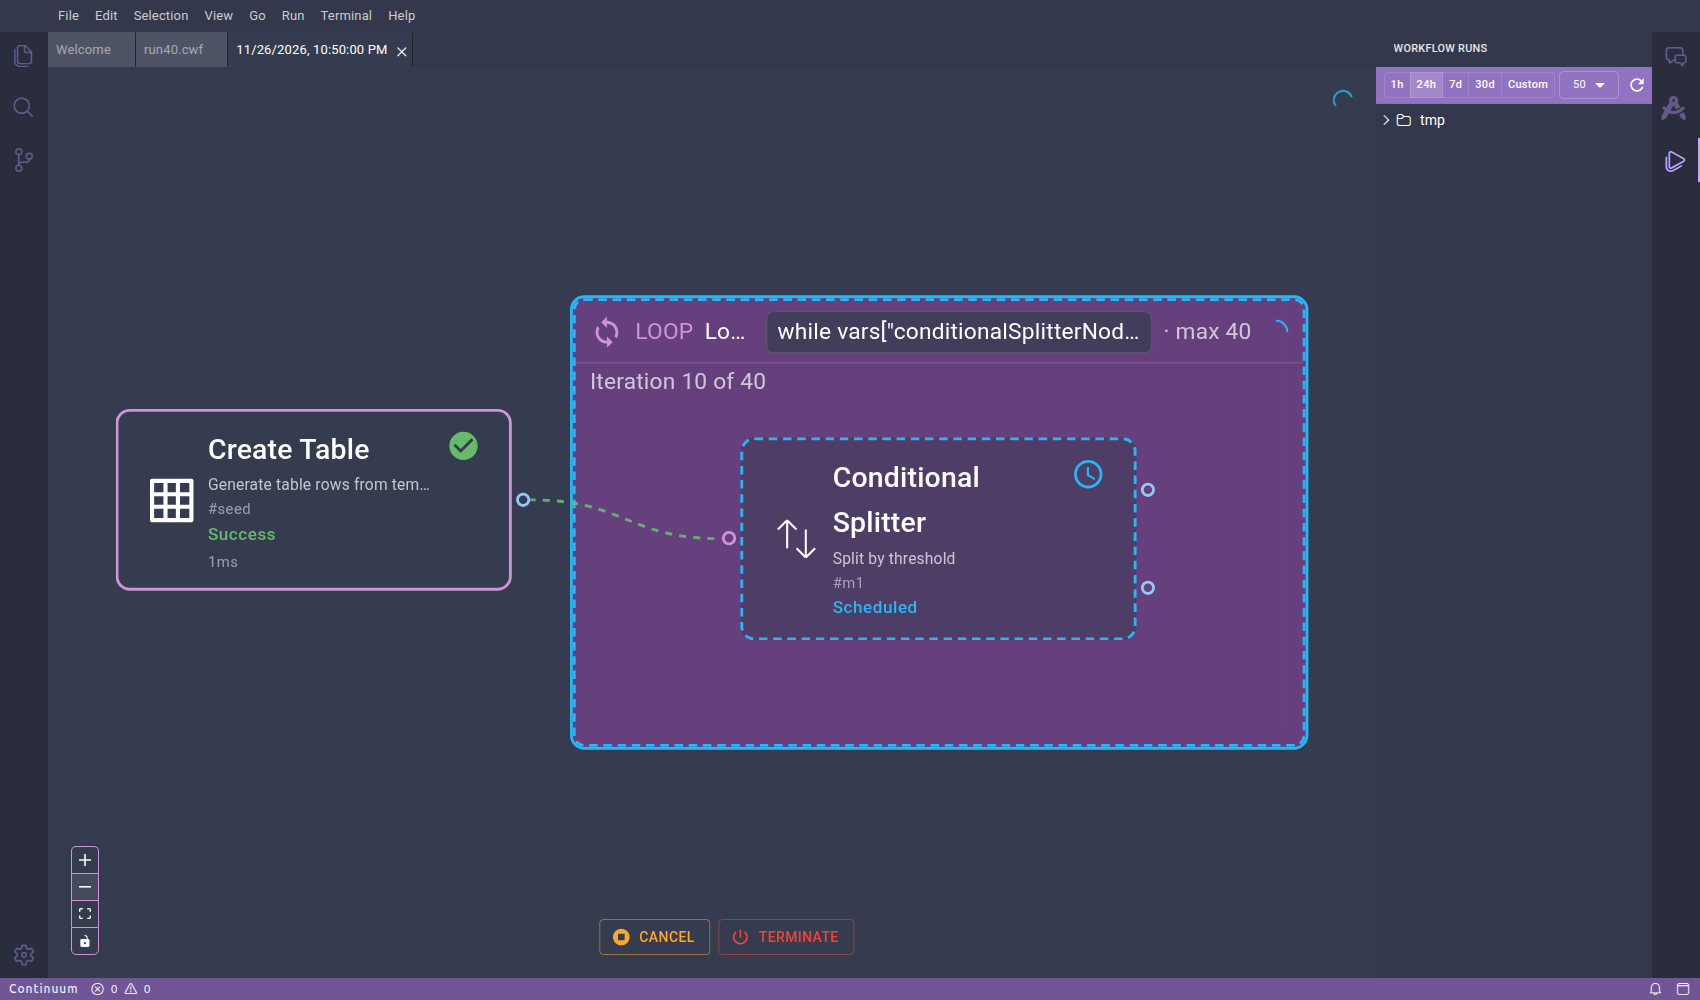 File Edit Selection View Go Run Terminal Help
Welcome run40.cwf 11/26/2026, 10:50:00 PM
WORKFLOW RUNS
1h 24h 7d 30d Custom 50
tmp
LOOP Lo... while vars["conditionalSplitterNod... · max 40
Iteration 10 of 40
Create Table
Generate table rows from tem...
#seed
Success
1ms
Conditional
Splitter
Split by threshold
#m1
Scheduled
CANCEL TERMINATE
Continuum 0 0